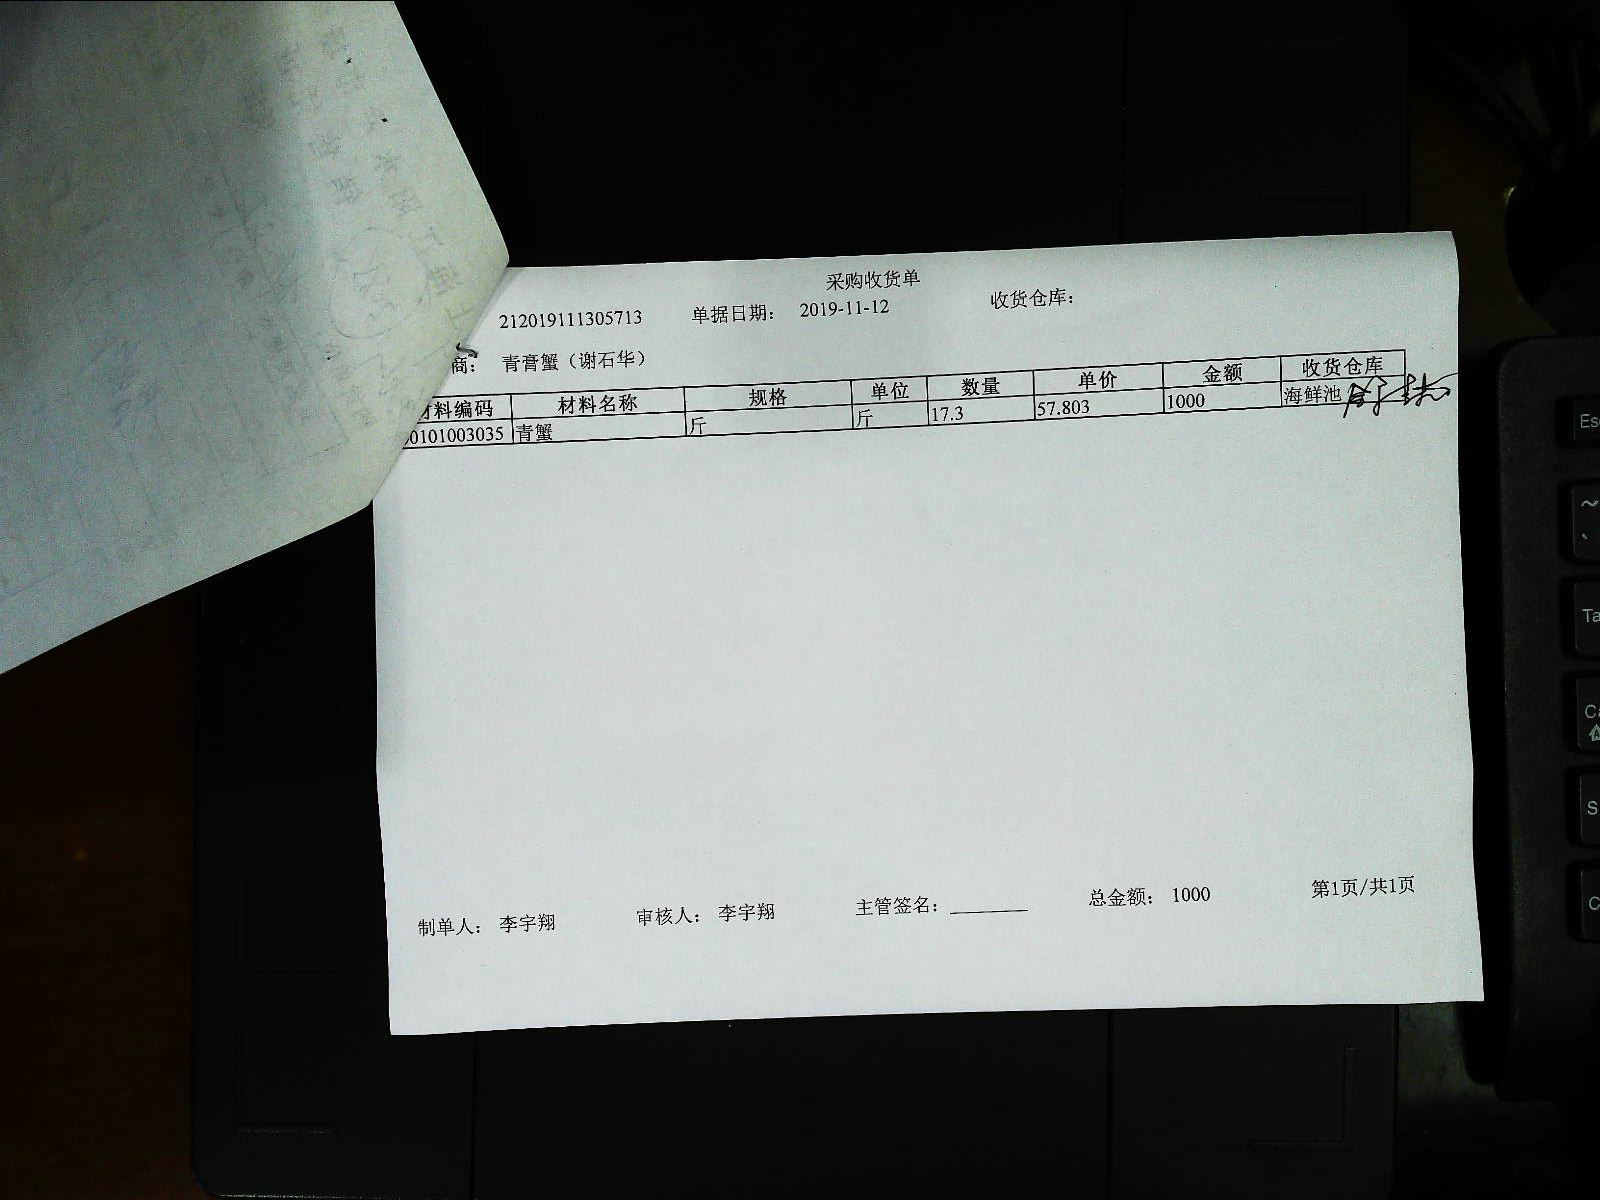 采购收货单
212019111305713 单据日期： 2019-11-12 收货仓库：
商： 青膏蟹（谢石华）
材料编码 材料名称 规格 单位 数量 单价 金额 收货仓库
0101003035 青蟹 斤 斤 17.3 57.803 1000 海鲜池
制单人： 李宇翔 审核人： 李宇翔 主管签名：________ 总金额： 1000 第1页/共1页
Esc
~
Ta
Ca
S
C